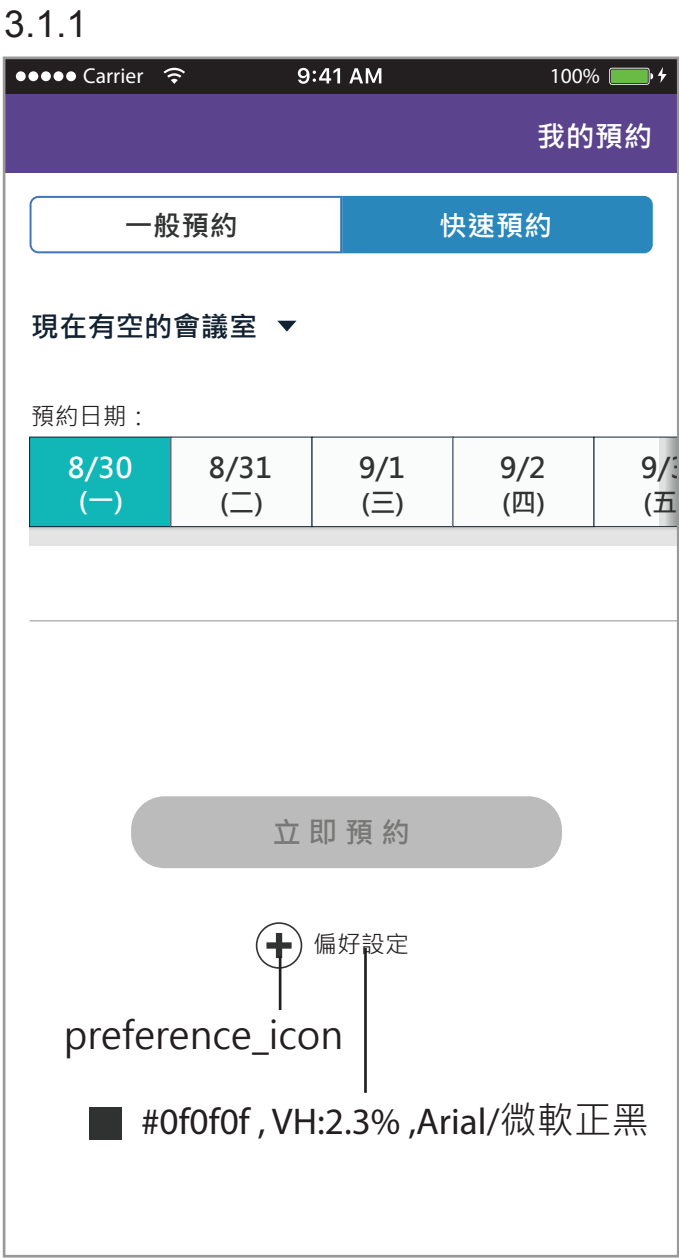 3.1.1
Carrier 9:41 AM 100%
我的預約
一般預約 快速預約
現在有空的會議室
預約日期：
8/30 8/31 9/1 9/2 9/3
(一) (二) (三) (四) (五
立即預約
偏好設定
preference_icon
#0f0f0f , VH:2.3% ,Arial/微軟正黑